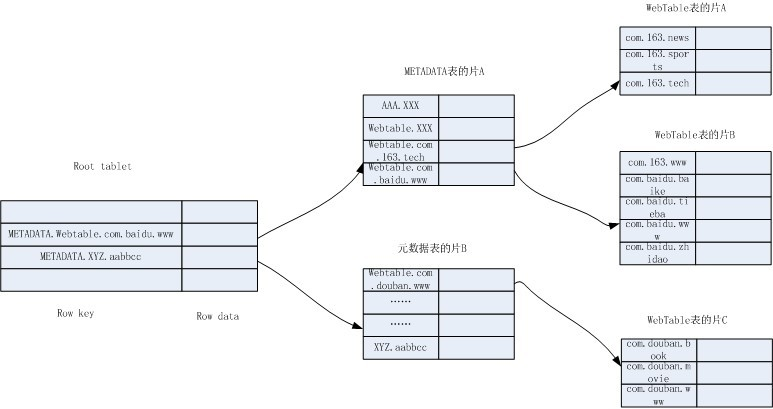 WebTable表的片A
com.163.news
com.163.spor
ts
com.163.tech
METADATA表的片A
AAA.XXX
Webtable.XXX
Webtable.com
.163.tech
Webtable.com
.baidu.www
WebTable表的片B
com.163.www
com.baidu.ba
ike
com.baidu.ti
eba
com.baidu.ww
w
com.baidu.zh
idao
Root tablet
METADATA.Webtable.com.baidu.www
METADATA.XYZ.aabbcc
Row key
Row data
元数据表的片B
Webtable.com
.douban.www
……
……
XYZ.aabbcc
WebTable表的片C
com.douban.b
ook
com.douban.m
ovie
com.douban.w
ww